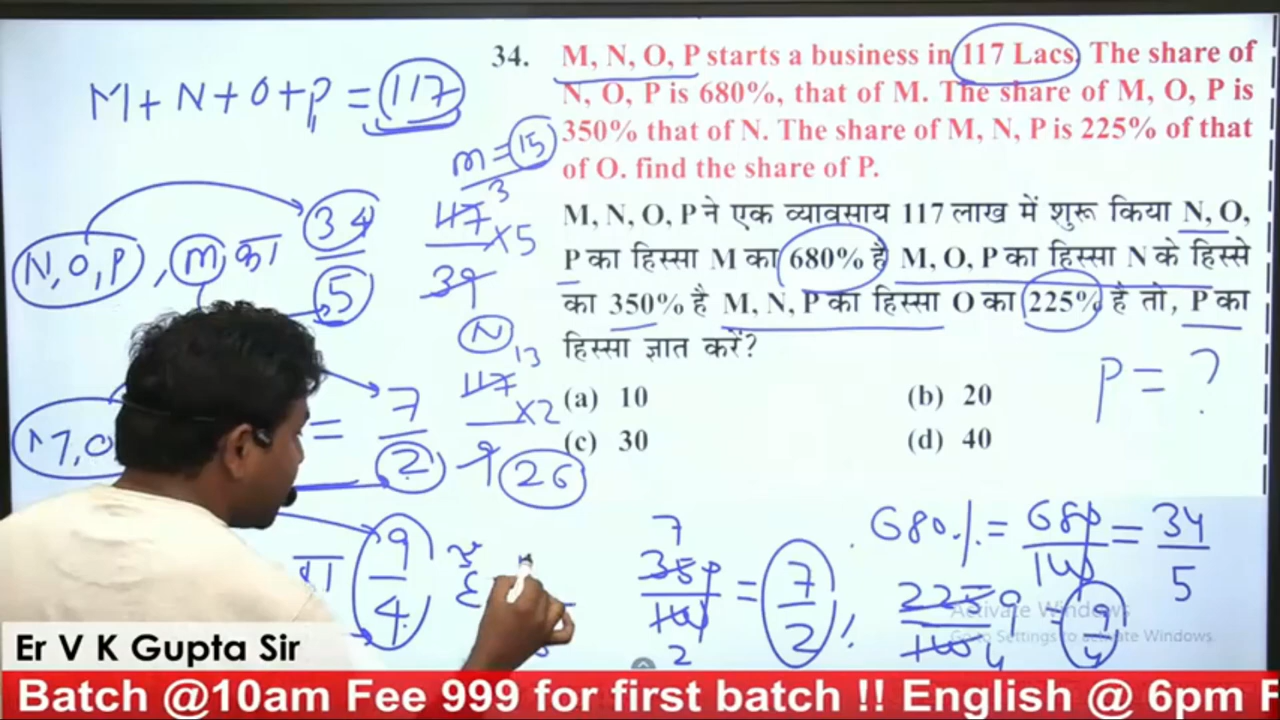 M+N+O+P = 117
34. M, N, O, P starts a business in 117 Lacs. The share of
N, O, P is 680%, that of M. The share of M, O, P is
350% that of N. The share of M, N, P is 225% of that
of O. find the share of P.
M, N, O, P ने एक व्यावसाय 117 लाख में शुरू किया N, O,
P का हिस्सा M का 680% है M, O, P का हिस्सा N के हिस्से
का 350% है M, N, P का हिस्सा O का 225% है तो, P का
हिस्सा ज्ञात करें?
(a) 10 (b) 20
(c) 30 (d) 40
P = ?
m = 15
N, O, P , M का 34/5
×5
39
N
117 13
×2
9 26
M, O = 7/2
9/4
7
350/100 = 7/2
2
680% = 680/100 = 34/5
225/100 9/4
Activate Windows
Go to Settings to activate Windows.
Er V K Gupta Sir
Batch @10am Fee 999 for first batch !! English @ 6pm F